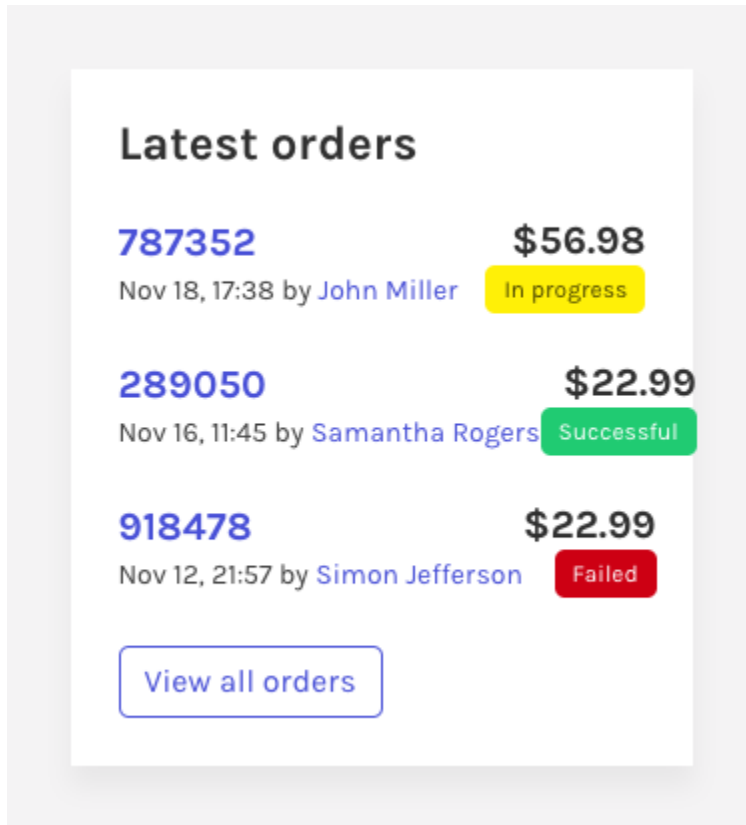 Latest orders
787352 $56.98
Nov 18, 17:38 by John Miller In progress
289050 $22.99
Nov 16, 11:45 by Samantha Rogers Successful
918478 $22.99
Nov 12, 21:57 by Simon Jefferson Failed
View all orders